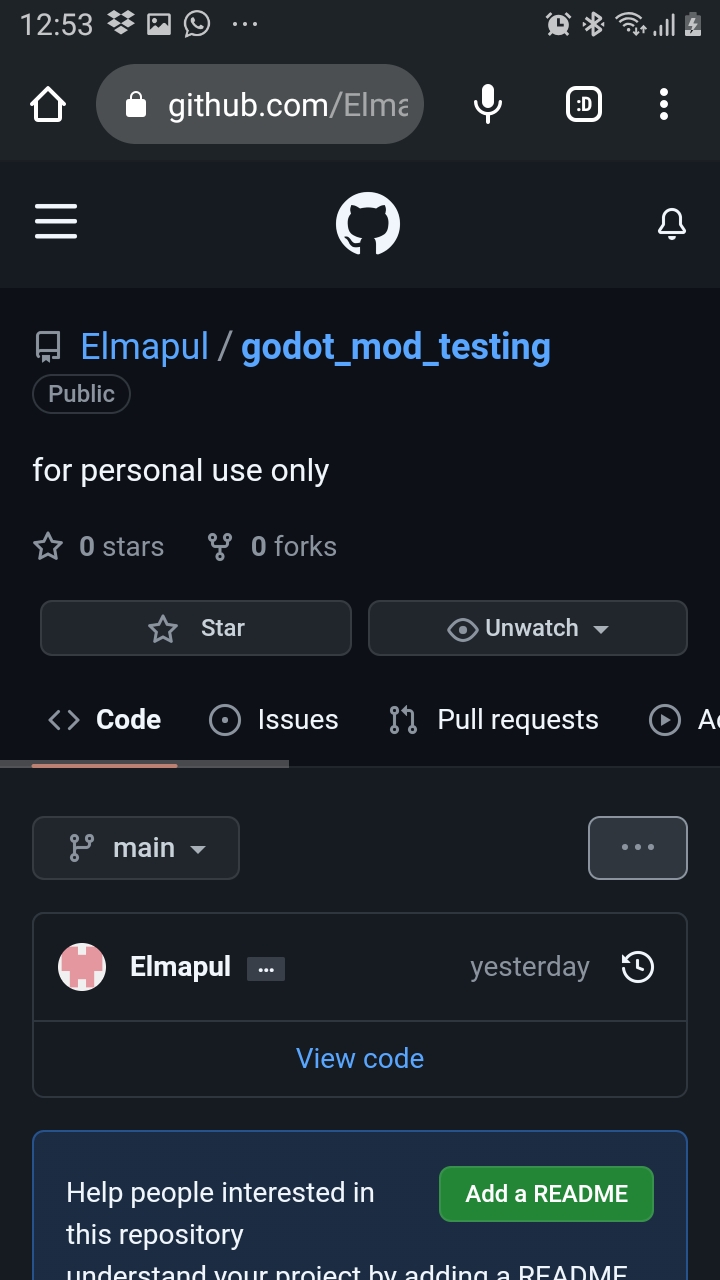 12:53
github.com/Elma
:D
Elmapul / godot_mod_testing
Public
for personal use only
0 stars 0 forks
Star Unwatch
Code Issues Pull requests
main
Elmapul ... yesterday
View code
Help people interested in
this repository
Add a README
understand your project by adding a README